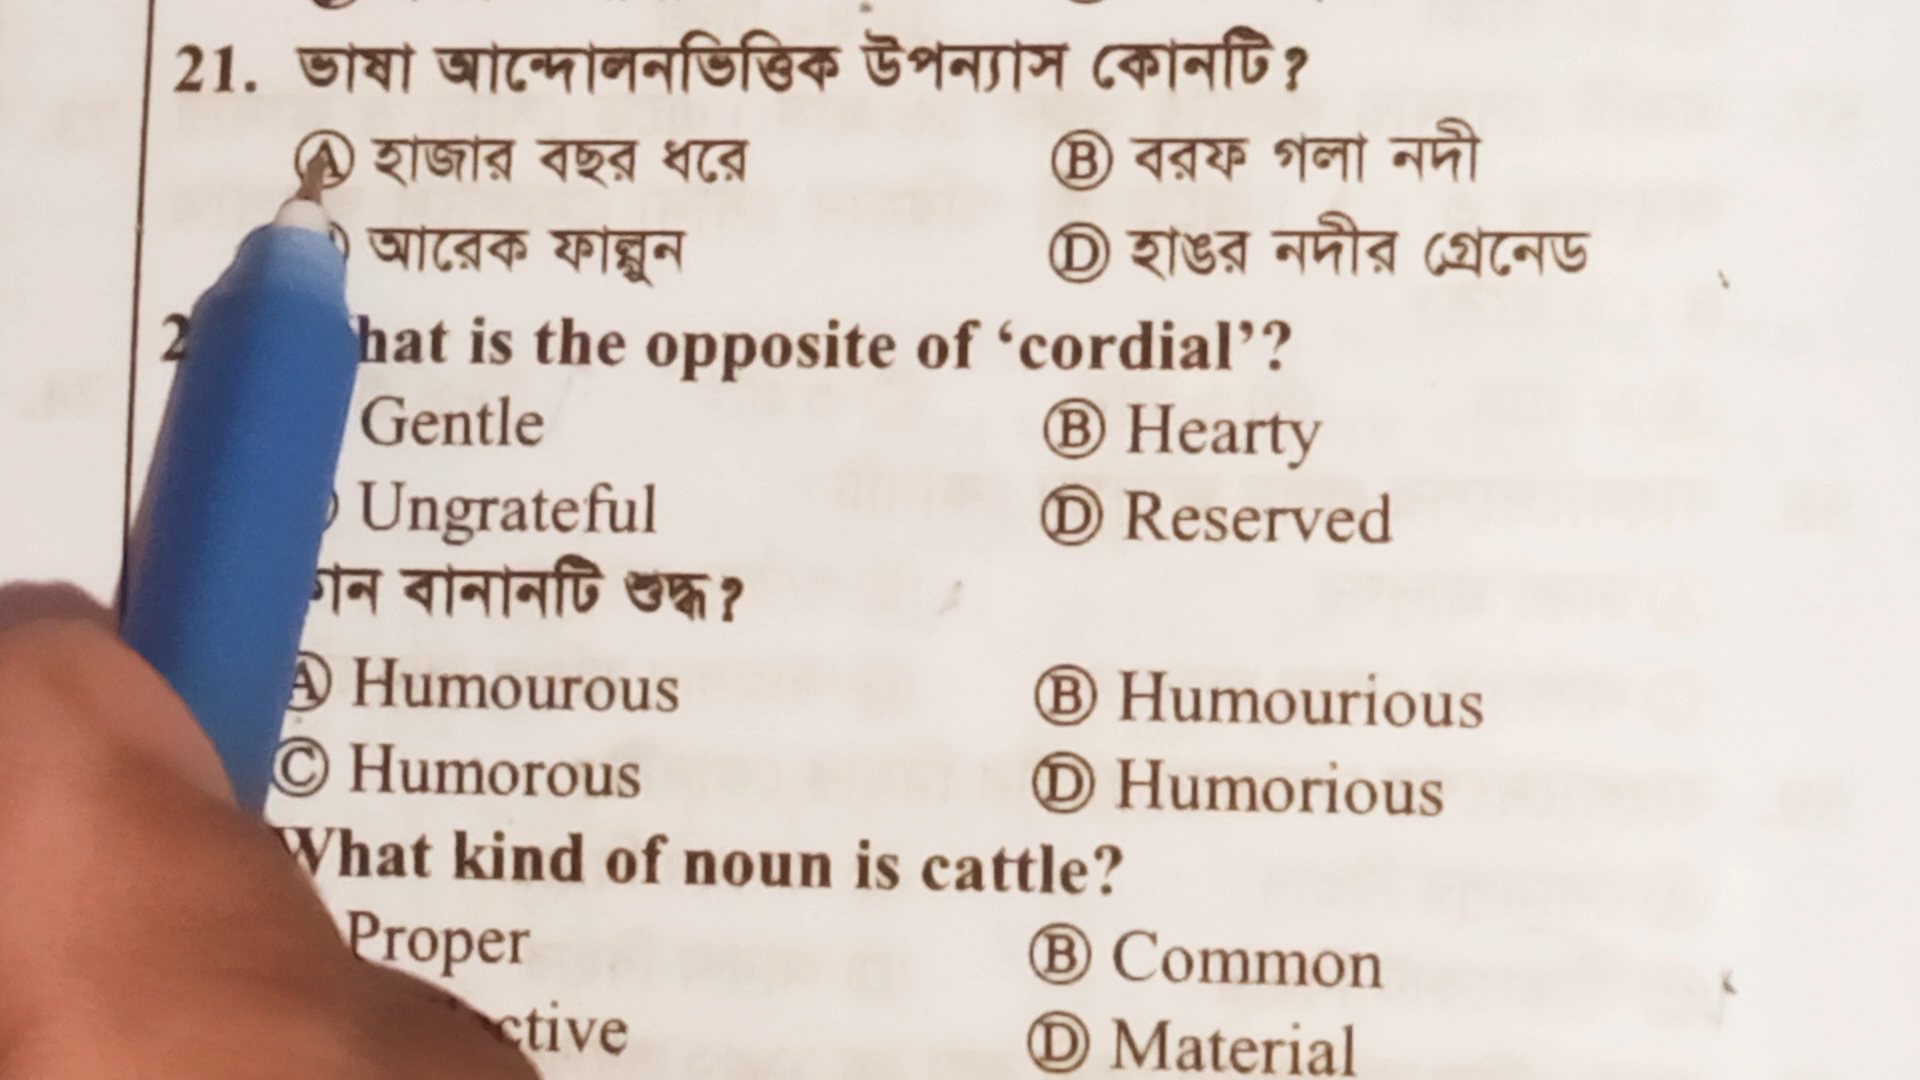 21. ভাষা আন্দোলনভিত্তিক উপন্যাস কোনটি?
Ⓐ হাজার বছর ধরে Ⓑ বরফ গলা নদী
আরেক ফাল্গুন Ⓓ হাঙর নদীর গ্রেনেড
hat is the opposite of ‘cordial’?
Gentle Ⓑ Hearty
Ungrateful Ⓓ Reserved
বানানটি শুদ্ধ?
Ⓐ Humourous Ⓑ Humourious
Ⓒ Humorous Ⓓ Humorious
What kind of noun is cattle?
Proper Ⓑ Common
ctive Ⓓ Material